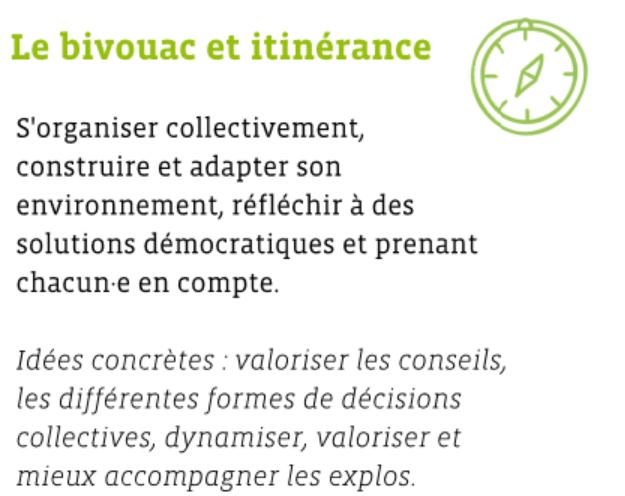 Le bivouac et itinérance
S'organiser collectivement,
construire et adapter son
environnement, réfléchir à des
solutions démocratiques et prenant
chacun·e en compte.
Idées concrètes : valoriser les conseils,
les différentes formes de décisions
collectives, dynamiser, valoriser et
mieux accompagner les explos.